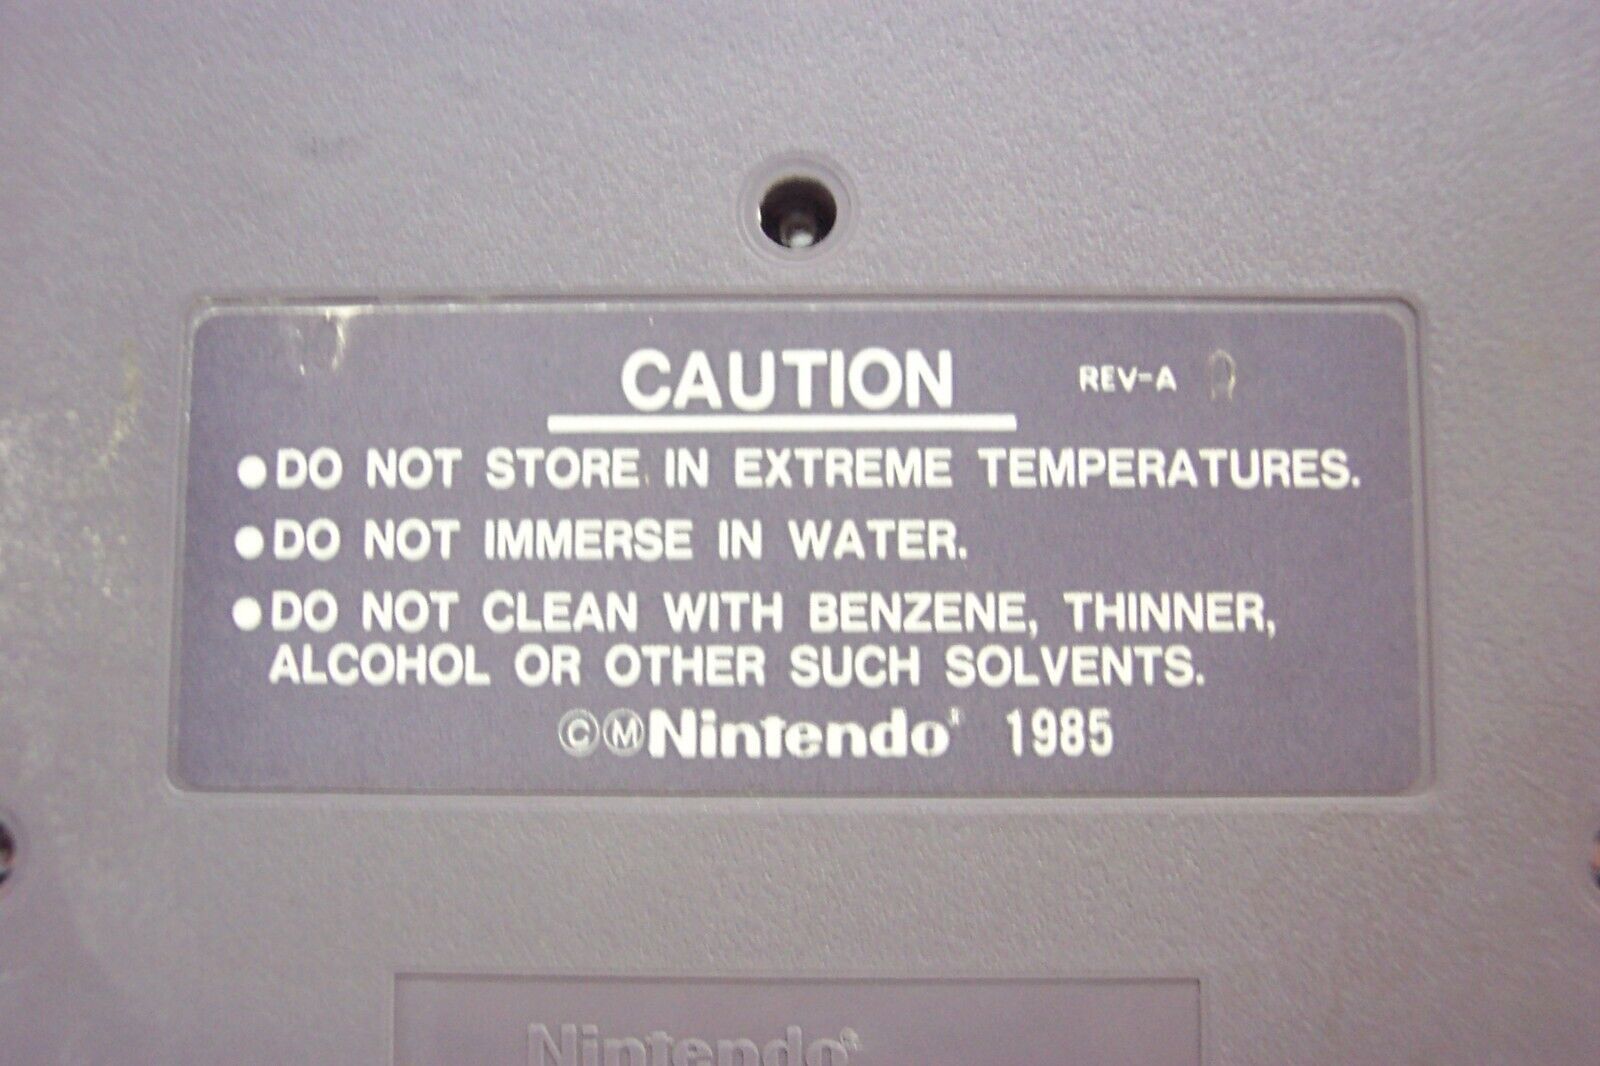 CAUTION REV-A A
●DO NOT STORE IN EXTREME TEMPERATURES.
●DO NOT IMMERSE IN WATER.
●DO NOT CLEAN WITH BENZENE, THINNER,
ALCOHOL OR OTHER SUCH SOLVENTS.
©Ⓜ Nintendo® 1985
Nintendo®